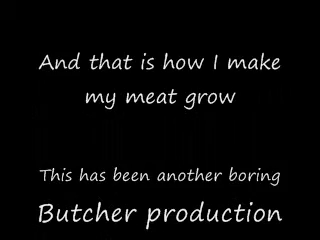 And that is how I make
my meat grow
This has been another boring
Butcher production